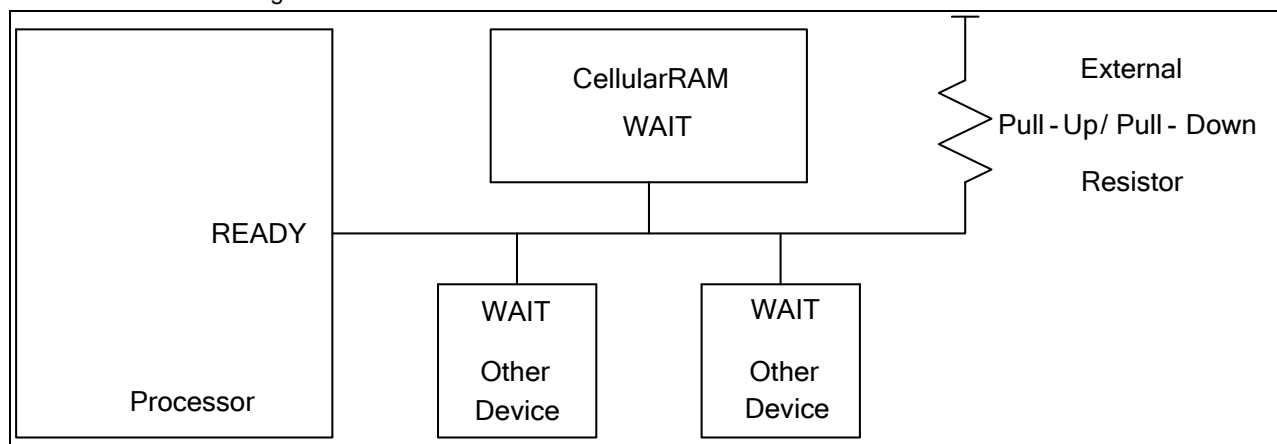 CellularRAM
WAIT
External
Pull-Up/ Pull-Down
Resistor
READY
Processor
WAIT
Other
Device
WAIT
Other
Device